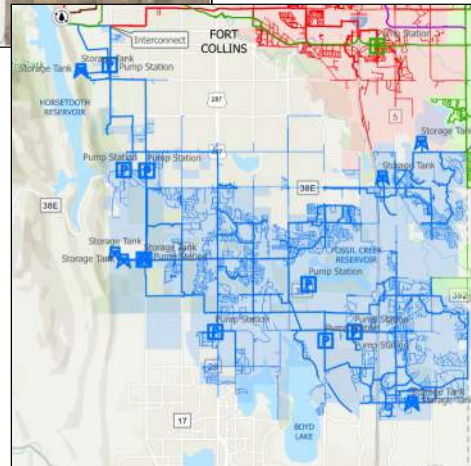 Interconnect
FORT
COLLINS
Pump Station
Storage Tank
Pump Station
Storage Tank
HORSETOOTH
RESERVOIR
287
5
Storage Tank
Storage Tank
Pump Station
Pump Station
38E
38E
Storage Tank
Storage Tank
Pump Station
Storage Tank
FOSSIL CREEK
RESERVOIR
Pump Station
392
Pump Station
Pump Station
Pump Station
Storage Tank
17
BOYD
LAKE